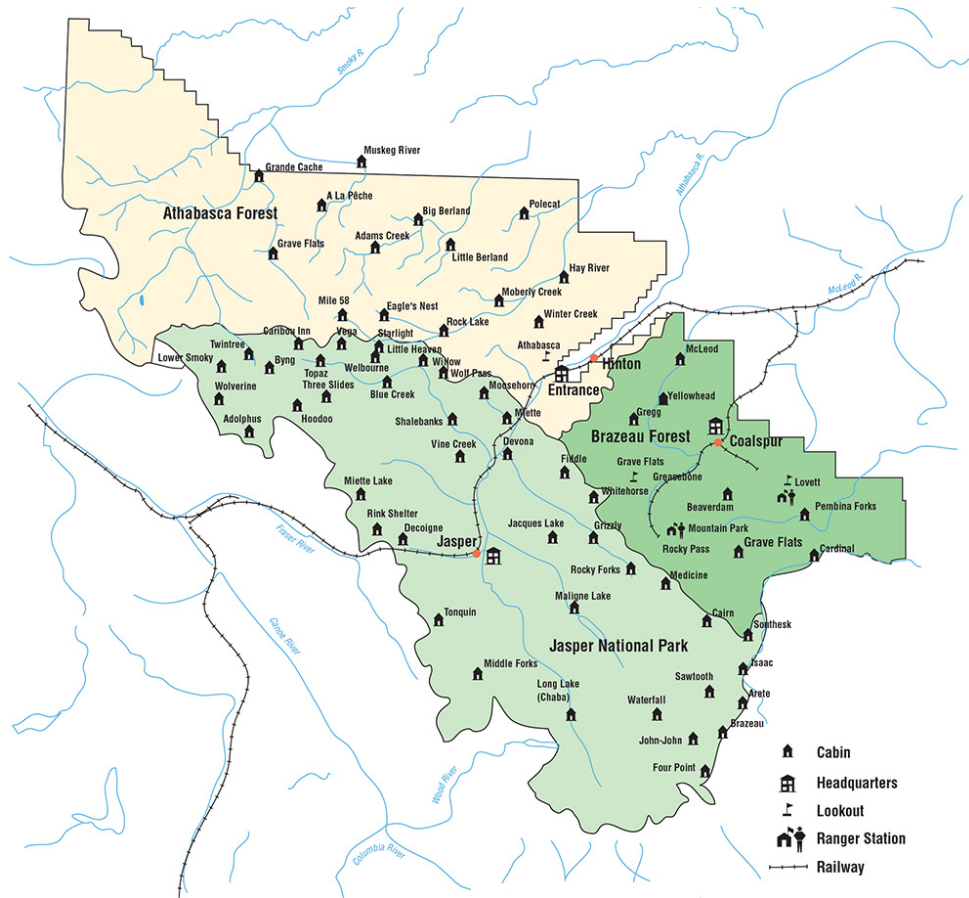 Smoky R.
Muskeg River
Grande Cache
Athabasca R.
A La Pêche
Athabasca Forest
Big Berland
Polecat
Adams Creek
Grave Flats
Little Berland
Hay River
McLeod R.
Moberly Creek
Mile 58
Eagle's Nest
Winter Creek
Rock Lake
Caribou Inn
Vega
Starlight
Athabasca
Twintree
Little Heaven
McLeod
Lower Smoky
Byng
Willow
Hinton
Topaz
Welbourne
Wolf Pass
Wolverine
Three Slides
Blue Creek
Moosehorn
Entrance
Yellowhead
Adolphus
Hoodoo
Shalebanks
Miette
Gregg
Brazeau Forest
Coalspur
Vine Creek
Devona
Fiddle
Grave Flats
Greasebone
Lovett
Miette Lake
Whitehorse
Beaverdam
Pembina Forks
Rink Shelter
Jacques Lake
Grizzly
Mountain Park
Fraser River
Decoigne
Jasper
Rocky Pass
Grave Flats
Cardinal
Rocky Forks
Medicine
Canoe River
Tonquin
Maligne Lake
Cairn
Southesk
Jasper National Park
Middle Forks
Isaac
Long Lake
(Chaba)
Sawtooth
Waterfall
Arete
John-John
Brazeau
Four Point
Wood River
Columbia River
Cabin
Headquarters
Lookout
Ranger Station
Railway